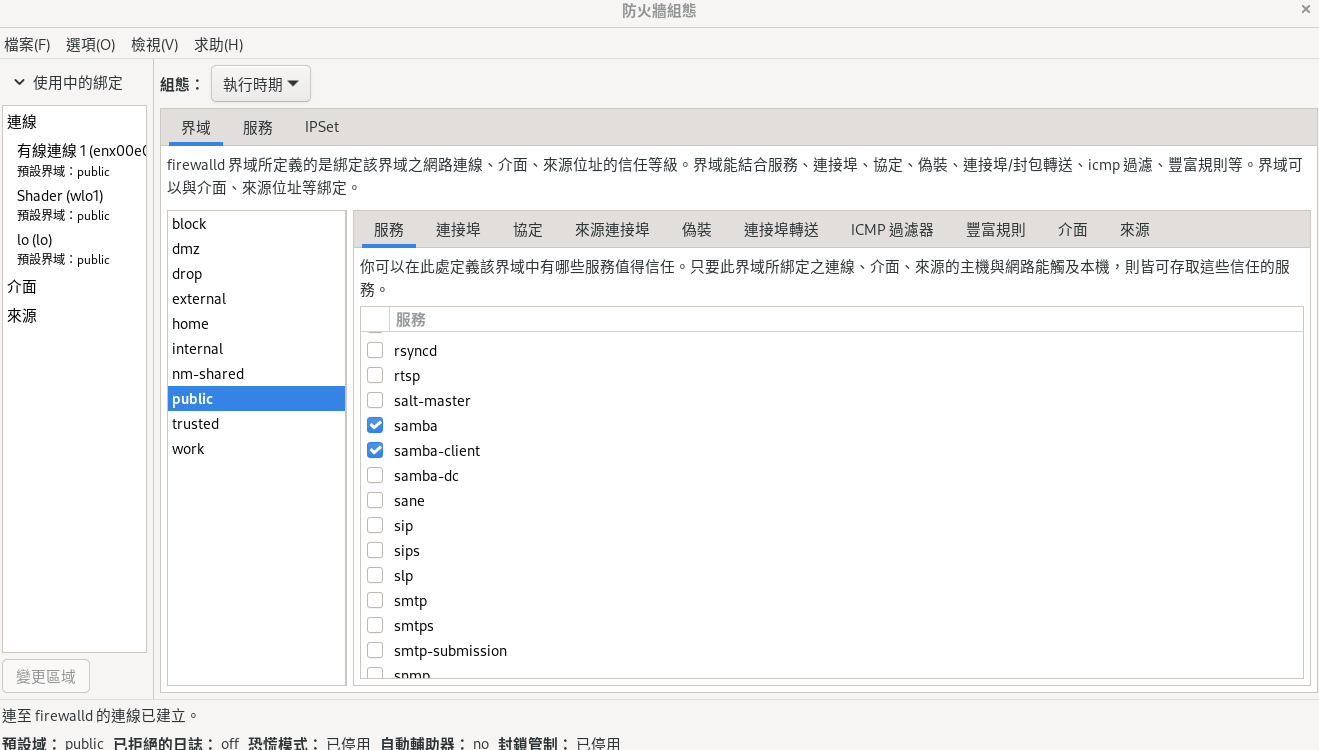 防火牆組態
檔案(F) 選項(O) 檢視(V) 求助(H)
使用中的綁定
連線
有線連線 1 (enx00e0
預設界域：public
Shader (wlo1)
預設界域：public
lo (lo)
預設界域：public
介面
來源
變更區域
組態：
執行時期
界域 服務 IPSet
firewalld 界域所定義的是綁定該界域之網路連線、介面、來源位址的信任等級。界域能結合服務、連接埠、協定、偽裝、連接埠/封包轉送、icmp 過濾、豐富規則等。界域可
以與介面、來源位址等綁定。
block
dmz
drop
external
home
internal
nm-shared
public
trusted
work
服務 連接埠 協定 來源連接埠 偽裝 連接埠轉送 ICMP 過濾器 豐富規則 介面 來源
你可以在此處定義該界域中有哪些服務值得信任。只要此界域所綁定之連線、介面、來源的主機與網路能觸及本機，則皆可存取這些信任的服
務。
服務
rsyncd
rtsp
salt-master
samba
samba-client
samba-dc
sane
sip
sips
slp
smtp
smtps
smtp-submission
snmp
連至 firewalld 的連線已建立。
預設域： public 已拒絕的日誌： off 恐慌模式： 已停用 自動輔助器： no 封鎖管制： 已停用